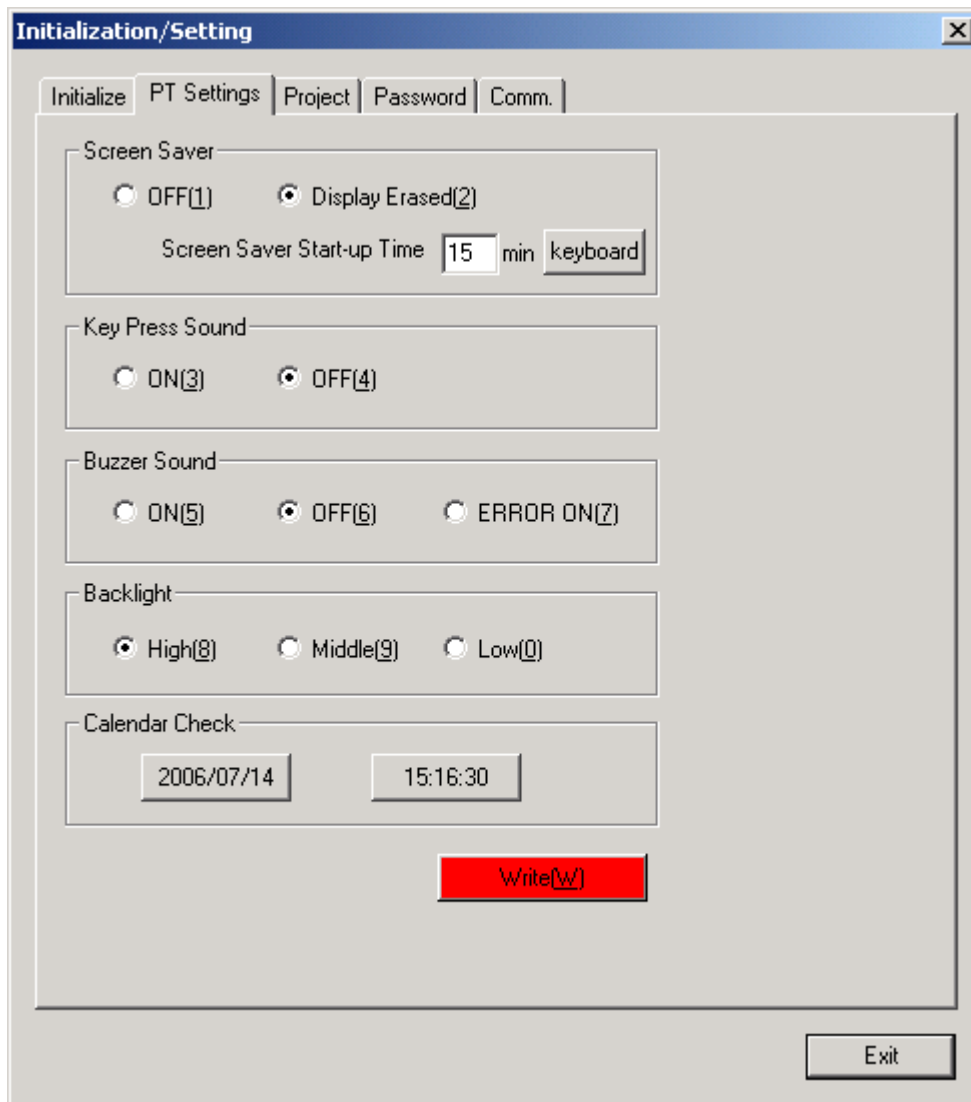 Initialization/Setting
Initialize PT Settings Project Password Comm.
Screen Saver
OFF(1) Display Erased(2)
Screen Saver Start-up Time 15 min keyboard
Key Press Sound
ON(3) OFF(4)
Buzzer Sound
ON(5) OFF(6) ERROR ON(7)
Backlight
High(8) Middle(9) Low(0)
Calendar Check
2006/07/14 15:16:30
Write(W)
Exit